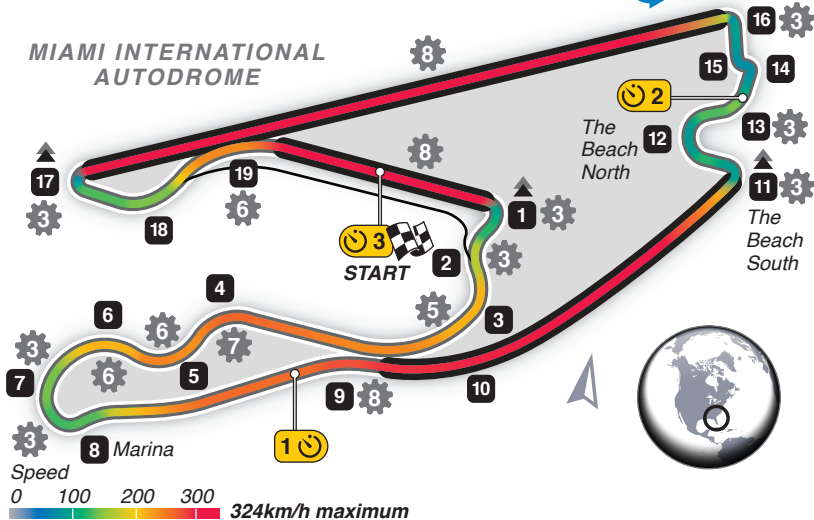 MIAMI INTERNATIONAL
AUTODROME
8
16
3
15
14
2
The
Beach
North
12
13
3
11
3
The
Beach
South
8
17
3
19
6
18
1
3
3
START
2
3
5
3
4
6
6
7
3
6
5
7
3
8
Marina
9
8
10
1
Speed
0 100 200 300
324km/h maximum